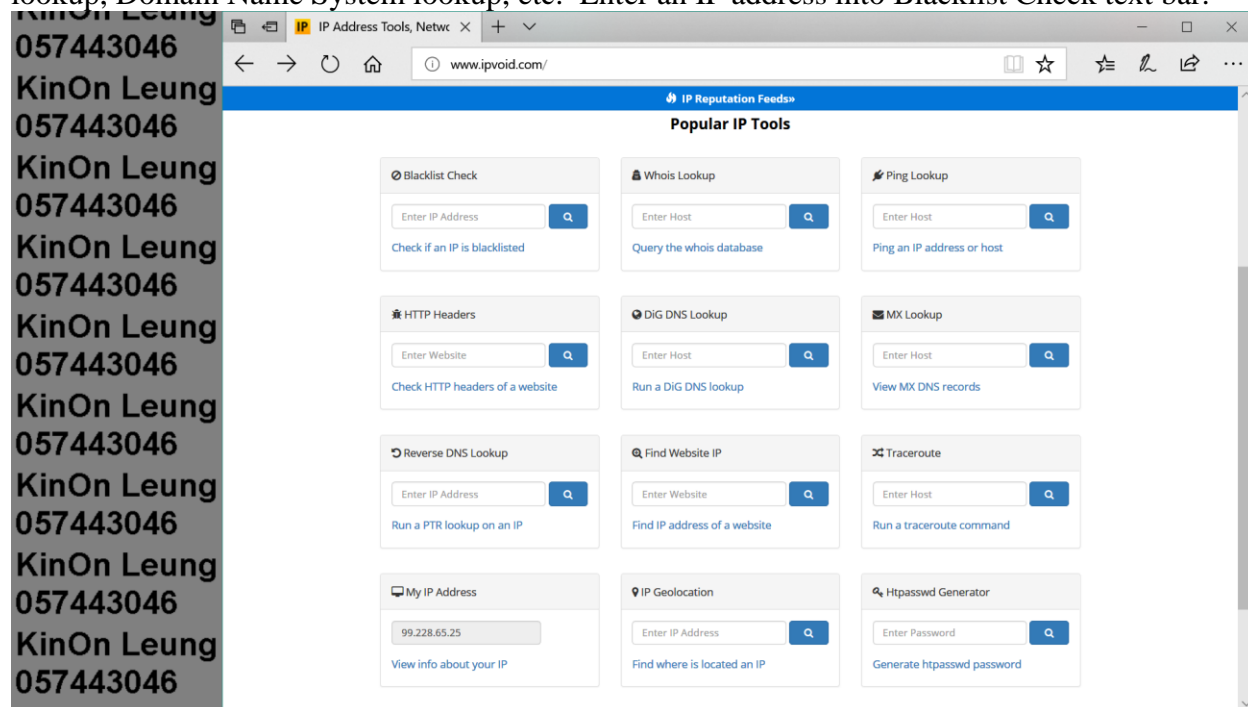 lookup, Domain Name System lookup, etc. Enter an IP address into Blacklist Check text bar.
KinOn Leung
057443046
KinOn Leung
057443046
KinOn Leung
057443046
KinOn Leung
057443046
KinOn Leung
057443046
KinOn Leung
057443046
KinOn Leung
057443046
KinOn Leung
057443046
KinOn Leung
057443046
IP IP Address Tools, Netwc
www.ipvoid.com/
IP Reputation Feeds»
Popular IP Tools
Blacklist Check
Enter IP Address
Check if an IP is blacklisted
Whois Lookup
Enter Host
Query the whois database
Ping Lookup
Enter Host
Ping an IP address or host
HTTP Headers
Enter Website
Check HTTP headers of a website
DiG DNS Lookup
Enter Host
Run a DiG DNS lookup
MX Lookup
Enter Host
View MX DNS records
Reverse DNS Lookup
Enter IP Address
Run a PTR lookup on an IP
Find Website IP
Enter Website
Find IP address of a website
Traceroute
Enter Host
Run a traceroute command
My IP Address
99.228.65.25
View info about your IP
IP Geolocation
Enter IP Address
Find where is located an IP
Htpasswd Generator
Enter Password
Generate htpasswd password